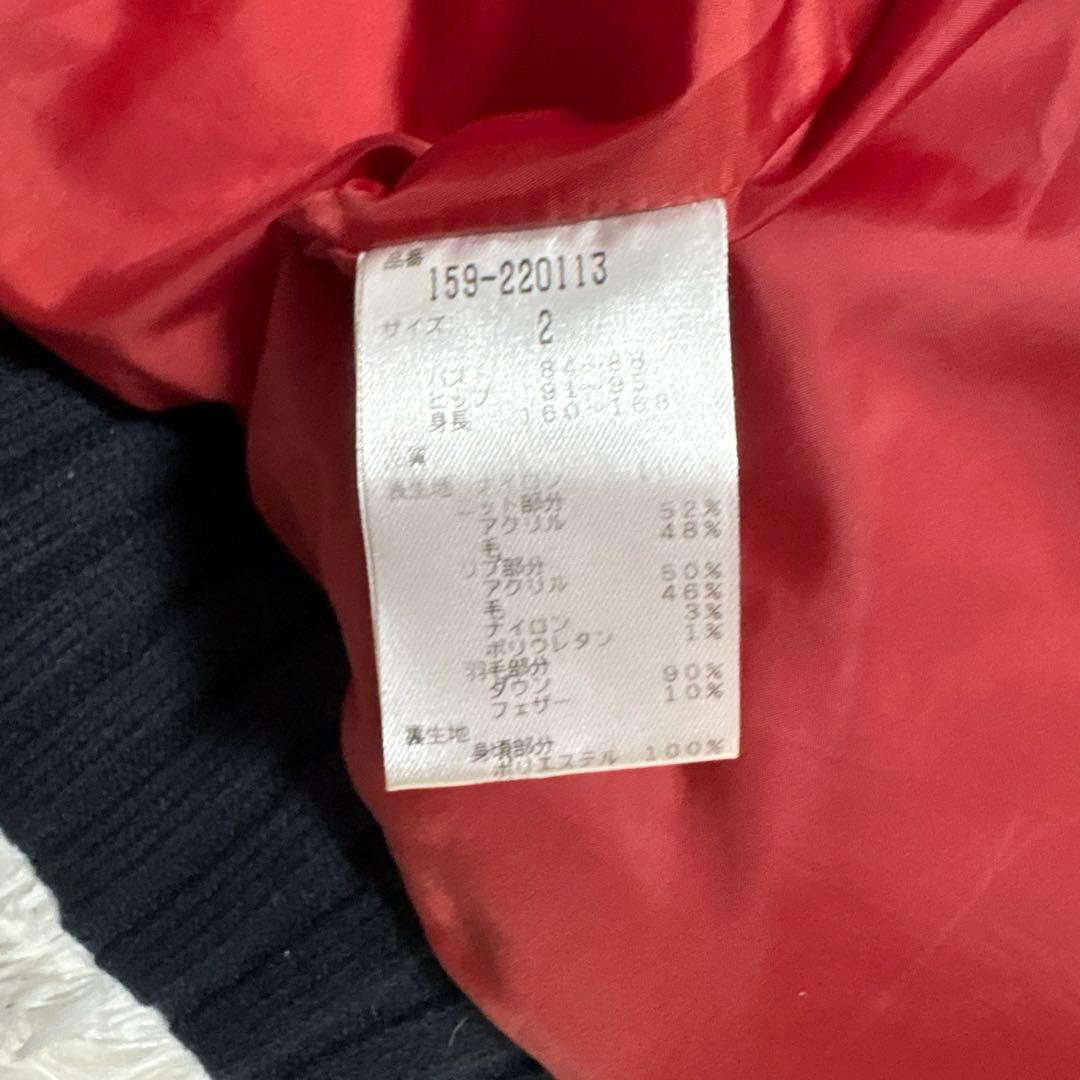 品番
159-220113
サイズ 2
バスト 84~89
ヒップ 91~95
身長 160~168
表生地 ナイロン
ニット部分
アクリル 52%
毛 48%
リブ部分
アクリル 50%
毛 46%
ナイロン 3%
ポリウレタン 1%
羽毛部分
ダウン 90%
フェザー 10%
裏生地
身頃部分
ポリエステル 100%